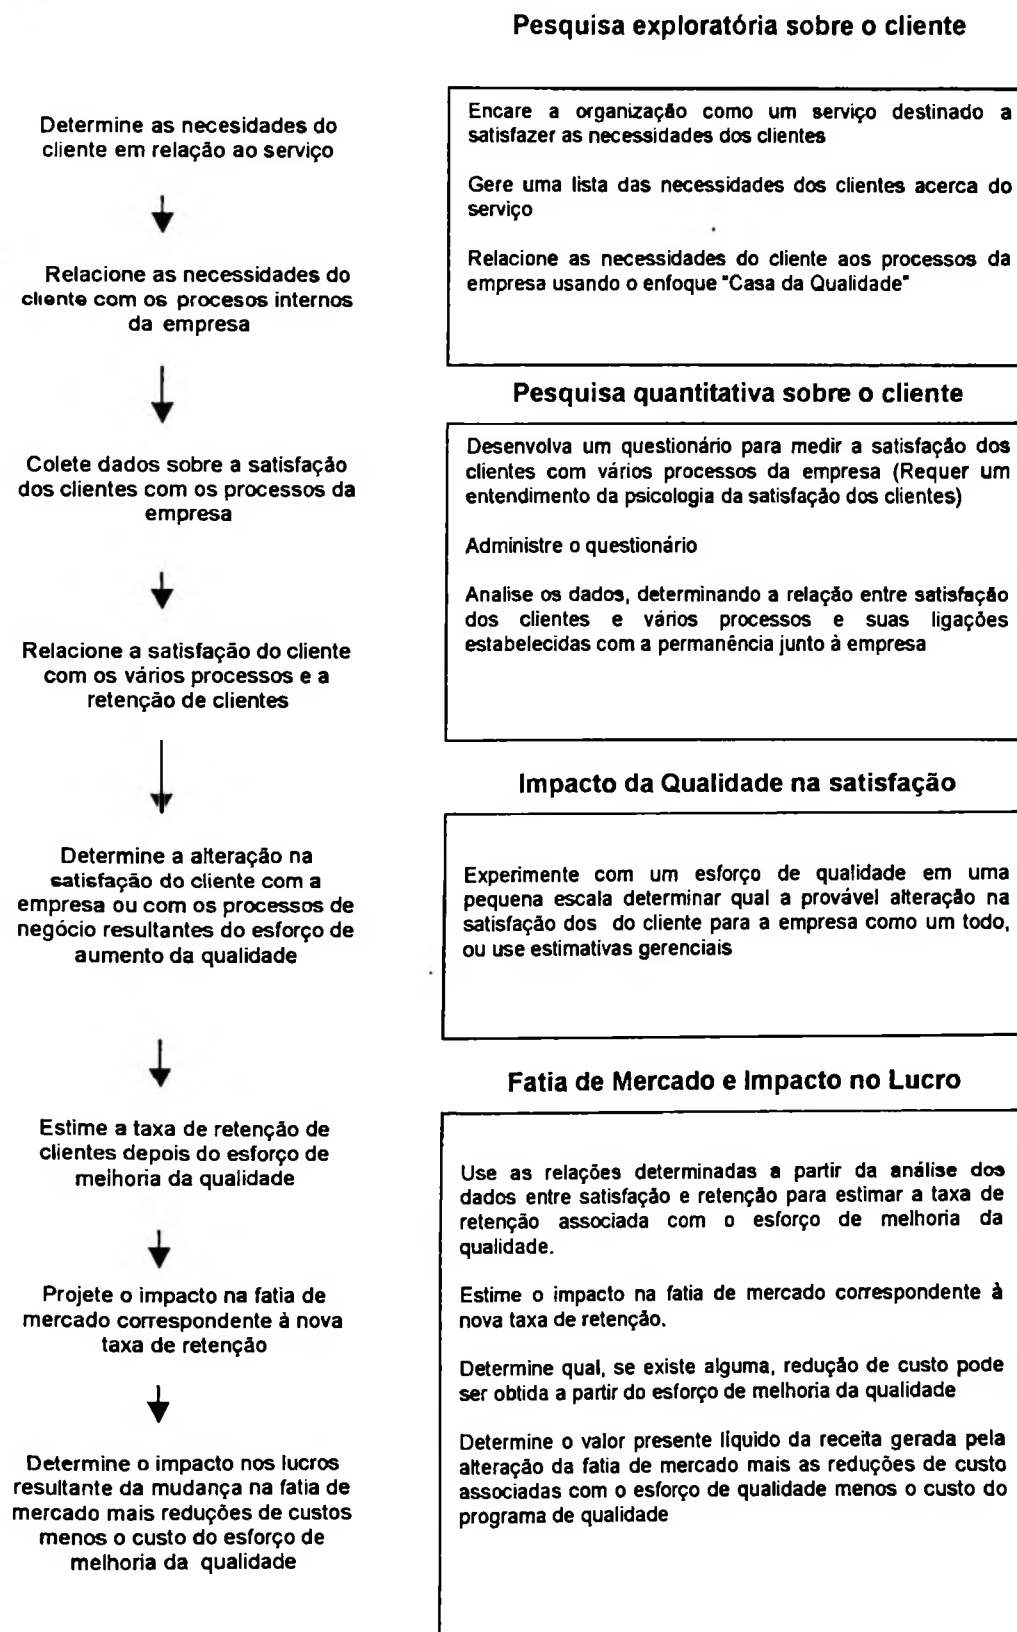 Pesquisa exploratória sobre o cliente
Determine as necesidades do
cliente em relação ao serviço
Encare a organização como um serviço destinado a
satisfazer as necessidades dos clientes
Gere uma lista das necessidades dos clientes acerca do
serviço
Relacione as necessidades do
cliente com os procesos internos
da empresa
Relacione as necessidades do cliente aos processos da
empresa usando o enfoque "Casa da Qualidade"
Pesquisa quantitativa sobre o cliente
Colete dados sobre a satisfação
dos clientes com os processos da
empresa
Desenvolva um questionário para medir a satisfação dos
clientes com vários processos da empresa (Requer um
entendimento da psicologia da satisfação dos clientes)
Administre o questionário
Analise os dados, determinando a relação entre satisfação
dos clientes e vários processos e suas ligações
estabelecidas com a permanência junto à empresa
Relacione a satisfação do cliente
com os vários processos e a
retenção de clientes
Impacto da Qualidade na satisfação
Determine a alteração na
satisfação do cliente com a
empresa ou com os processos de
negócio resultantes do esforço de
aumento da qualidade
Experimente com um esforço de qualidade em uma
pequena escala determinar qual a provável alteração na
satisfação dos do cliente para a empresa como um todo,
ou use estimativas gerenciais
Fatia de Mercado e Impacto no Lucro
Estime a taxa de retenção de
clientes depois do esforço de
melhoria da qualidade
Use as relações determinadas a partir da análise dos
dados entre satisfação e retenção para estimar a taxa de
retenção associada com o esforço de melhoria da
qualidade.
Projete o impacto na fatia de
mercado correspondente à nova
taxa de retenção
Estime o impacto na fatia de mercado correspondente à
nova taxa de retenção.
Determine qual, se existe alguma, redução de custo pode
ser obtida a partir do esforço de melhoria da qualidade
Determine o impacto nos lucros
resultante da mudança na fatia de
mercado mais reduções de custos
menos o custo do esforço de
melhoria da qualidade
Determine o valor presente líquido da receita gerada pela
alteração da fatia de mercado mais as reduções de custo
associadas com o esforço de qualidade menos o custo do
programa de qualidade